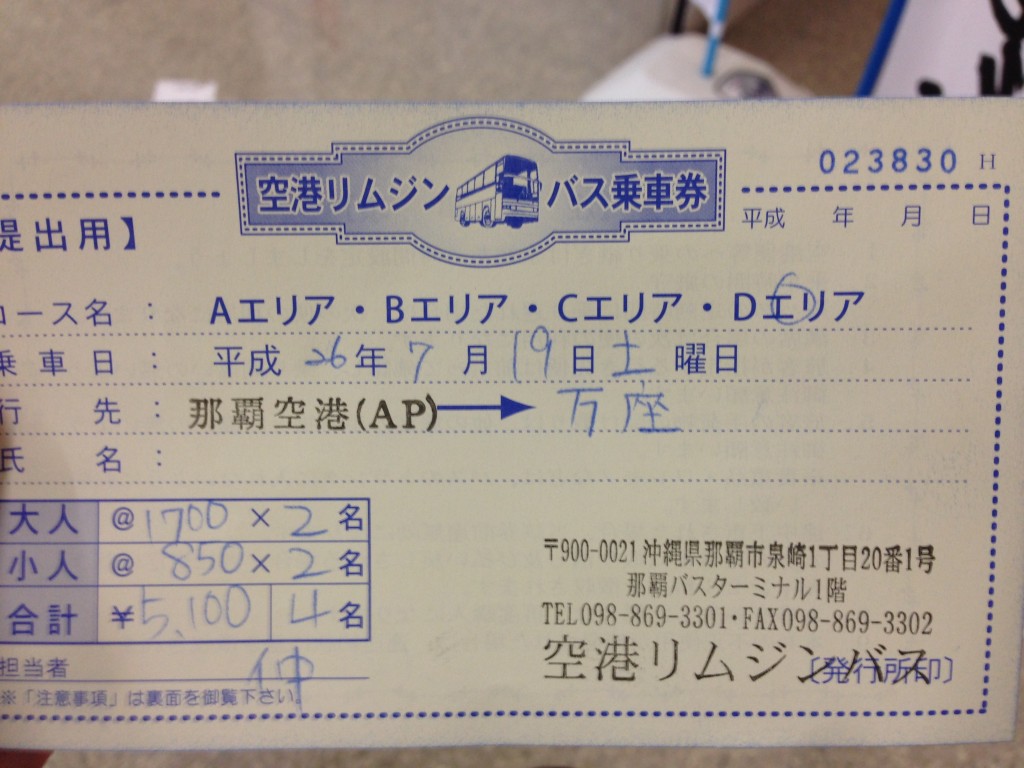 空港リムジン バス乗車券
023830 H
平成 年 月 日
提出用】
コース名 : Aエリア・Bエリア・Cエリア・Dエリア
乗車日 : 平成26年7月19日土曜日
行先 : 那覇空港(AP) → 万座
氏名 :
大人 @1700×2名
小人 @850×2名
合計 ¥5,100 4名
担当者 仲
※「注意事項」は裏面を御覧下さい。
〒900-0021 沖縄県那覇市泉崎1丁目20番1号
那覇バスターミナル1階
TEL098-869-3301・FAX098-869-3302
空港リムジンバス
〔発行所印〕